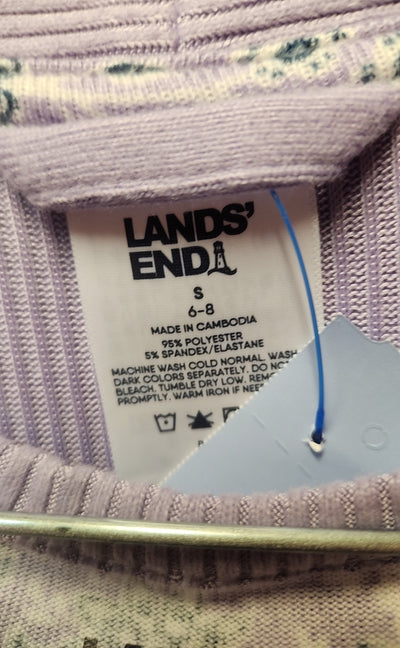 LANDS'
END
S
6-8
MADE IN CAMBODIA
95% POLYESTER
5% SPANDEX/ELASTANE
MACHINE WASH COLD NORMAL. WASH
DARK COLORS SEPARATELY. DO NOT
BLEACH. TUMBLE DRY LOW.
PROMPTLY. WARM IRON IF